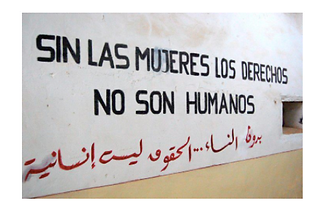 SIN LAS MUJERES LOS DERECHOS
NO SON HUMANOS
بدون النساء... الحقوق ليست إنسانية